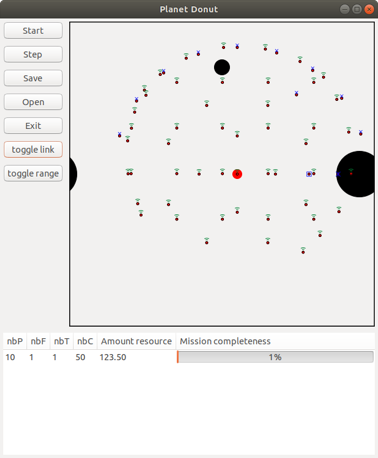 Planet Donut
Start
Step
Save
Open
Exit
toggle link
toggle range
nbP nbF nbT nbC Amount resource Mission completeness
10 1 1 50 123.50 1%